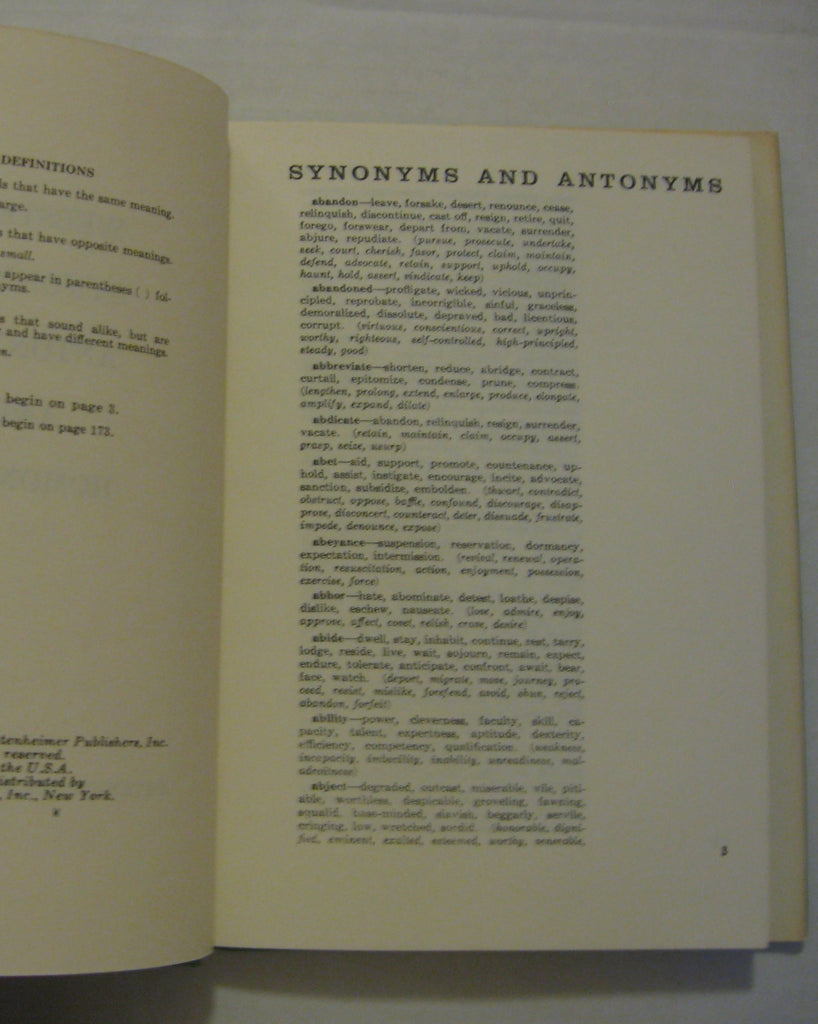 DEFINITIONS
s that have the same meaning.
arge.
s that have opposite meanings.
small.
appear in parentheses ( ) fol-
yms.
s that sound alike, but are
and have different meanings.
begin on page 3.
begin on page 173.
tenheimer Publishers, Inc.
reserved.
the U.S.A.
istributed by
, Inc., New York.
SYNONYMS AND ANTONYMS
abandon—leave, forsake, desert, renounce, cease,
relinquish, discontinue, cast off, resign, retire, quit,
forego, forswear, depart from, vacate, surrender,
abjure, repudiate. (pursue, prosecute, undertake,
seek, court, cherish, favor, protect, claim, maintain,
defend, advocate, retain, support, uphold, occupy,
haunt, hold, assert, vindicate, keep)
abandoned—profligate, wicked, vicious, unprin-
cipled, reprobate, incorrigible, sinful, graceless,
demoralized, dissolute, depraved, bad, licentious,
corrupt. (virtuous, conscientious, correct, upright,
worthy, righteous, self-controlled, high-principled,
steady, good)
abbreviate—shorten, reduce, abridge, contract,
curtail, epitomize, condense, prune, compress.
(lengthen, prolong, extend, enlarge, produce, elongate,
amplify, expand, dilate)
abdicate—abandon, relinquish, resign, surrender,
vacate. (retain, maintain, claim, occupy, assert,
grasp, seize, usurp)
abet—aid, support, promote, countenance, up-
hold, assist, instigate, encourage, incite, advocate,
sanction, subsidize, embolden. (thwart, contradict,
obstruct, oppose, baffle, confound, discourage, disap-
prose, disconcert, counteract, deter, dissuade, frustrate,
impede, denounce, expose)
abeyance—suspension, reservation, dormancy,
expectation, intermission. (revival, renewal, opera-
tion, resuscitation, action, enjoyment, possession,
exercise, force)
abhor—hate, abominate, detest, loathe, despise,
dislike, eschew, nauseate. (love, admire, enjoy,
approve, affect, covet, relish, crave, desire)
abide—dwell, stay, inhabit, continue, rest, tarry,
lodge, reside, live, wait, sojourn, remain, expect,
endure, tolerate, anticipate, confront, await, bear,
face, watch. (deport, migrate, move, journey, pro-
ceed, resist, mislike, forefend, avoid, shun, reject,
abandon, forfeit)
ability—power, cleverness, faculty, skill, ca-
pacity, talent, expertness, aptitude, dexterity,
efficiency, competency, qualification. (weakness,
incapacity, imbecility, inability, unreadiness, mal-
adroitness)
abject—degraded, outcast, miserable, vile, piti-
able, worthless, despicable, groveling, fawning,
squalid, base-minded, slavish, beggarly, servile,
cringing, low, wretched, sordid. (honorable, digni-
fied, eminent, exalted, esteemed, worthy, venerable,
3